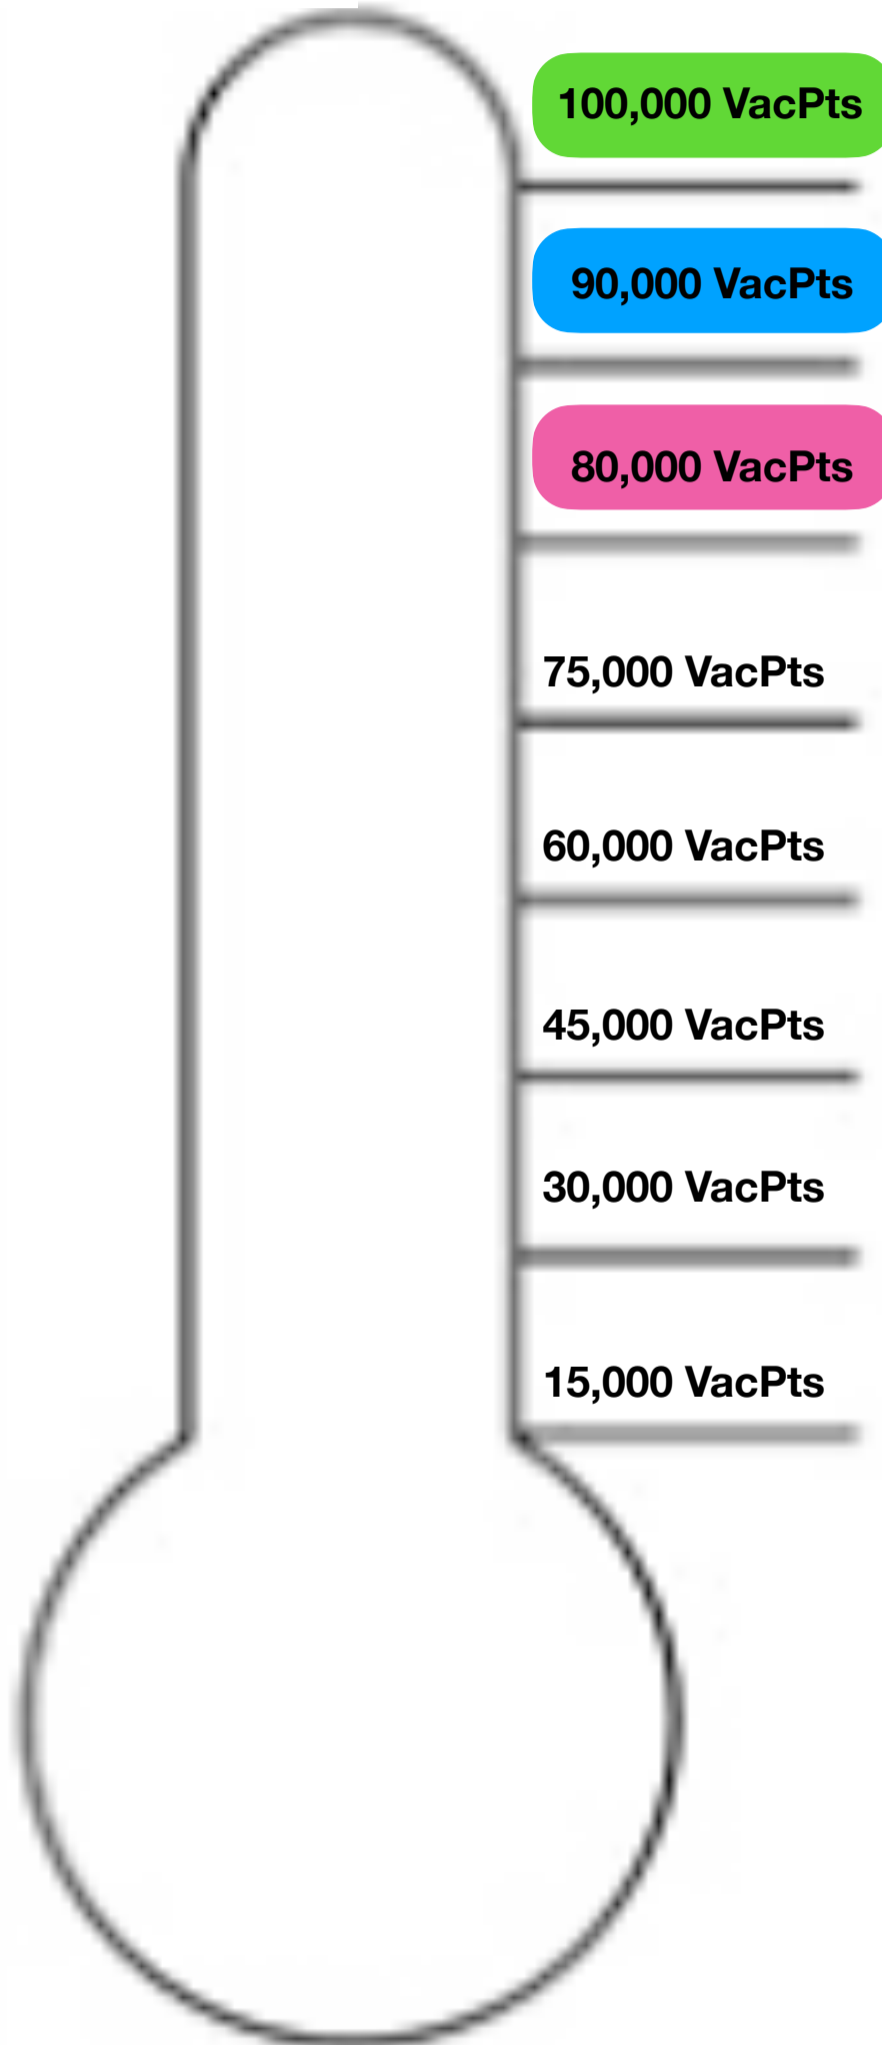 100,000 VacPts
90,000 VacPts
80,000 VacPts
75,000 VacPts
60,000 VacPts
45,000 VacPts
30,000 VacPts
15,000 VacPts